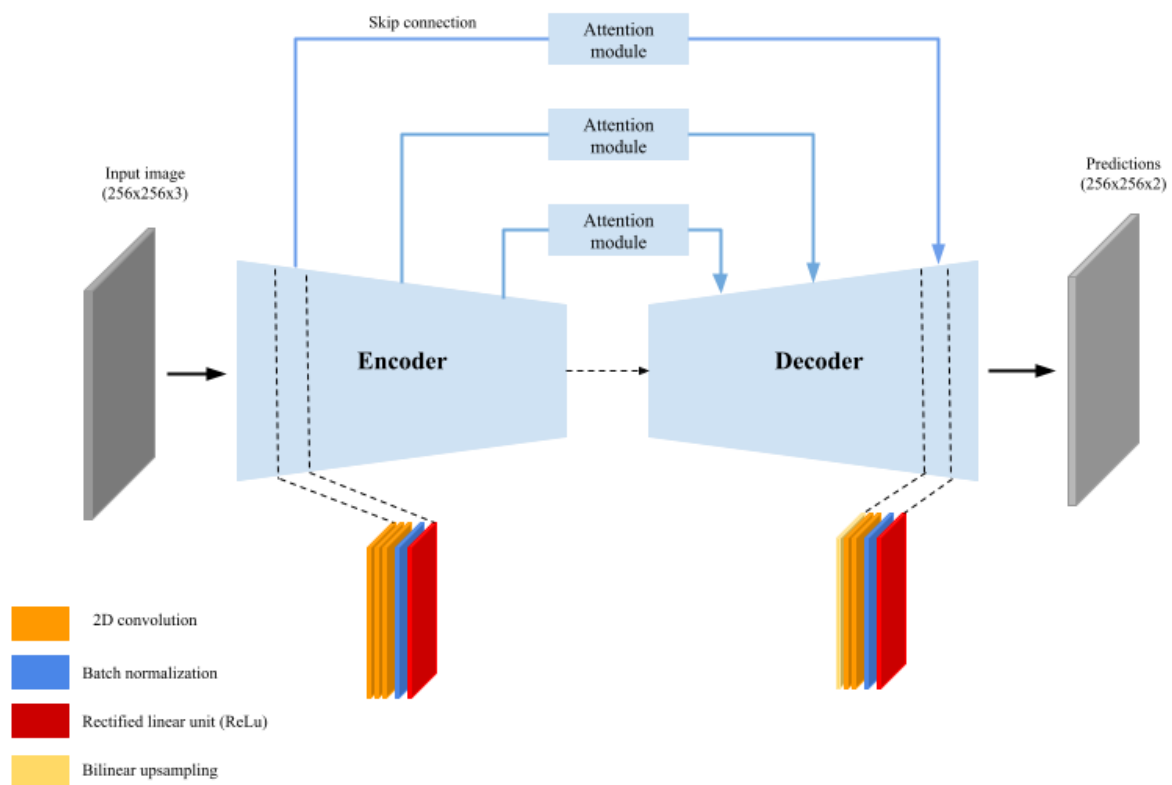 Skip connection
Attention
module
Attention
module
Attention
module
Input image
(256x256x3)
Predictions
(256x256x2)
Encoder
Decoder
2D convolution
Batch normalization
Rectified linear unit (ReLu)
Bilinear upsampling